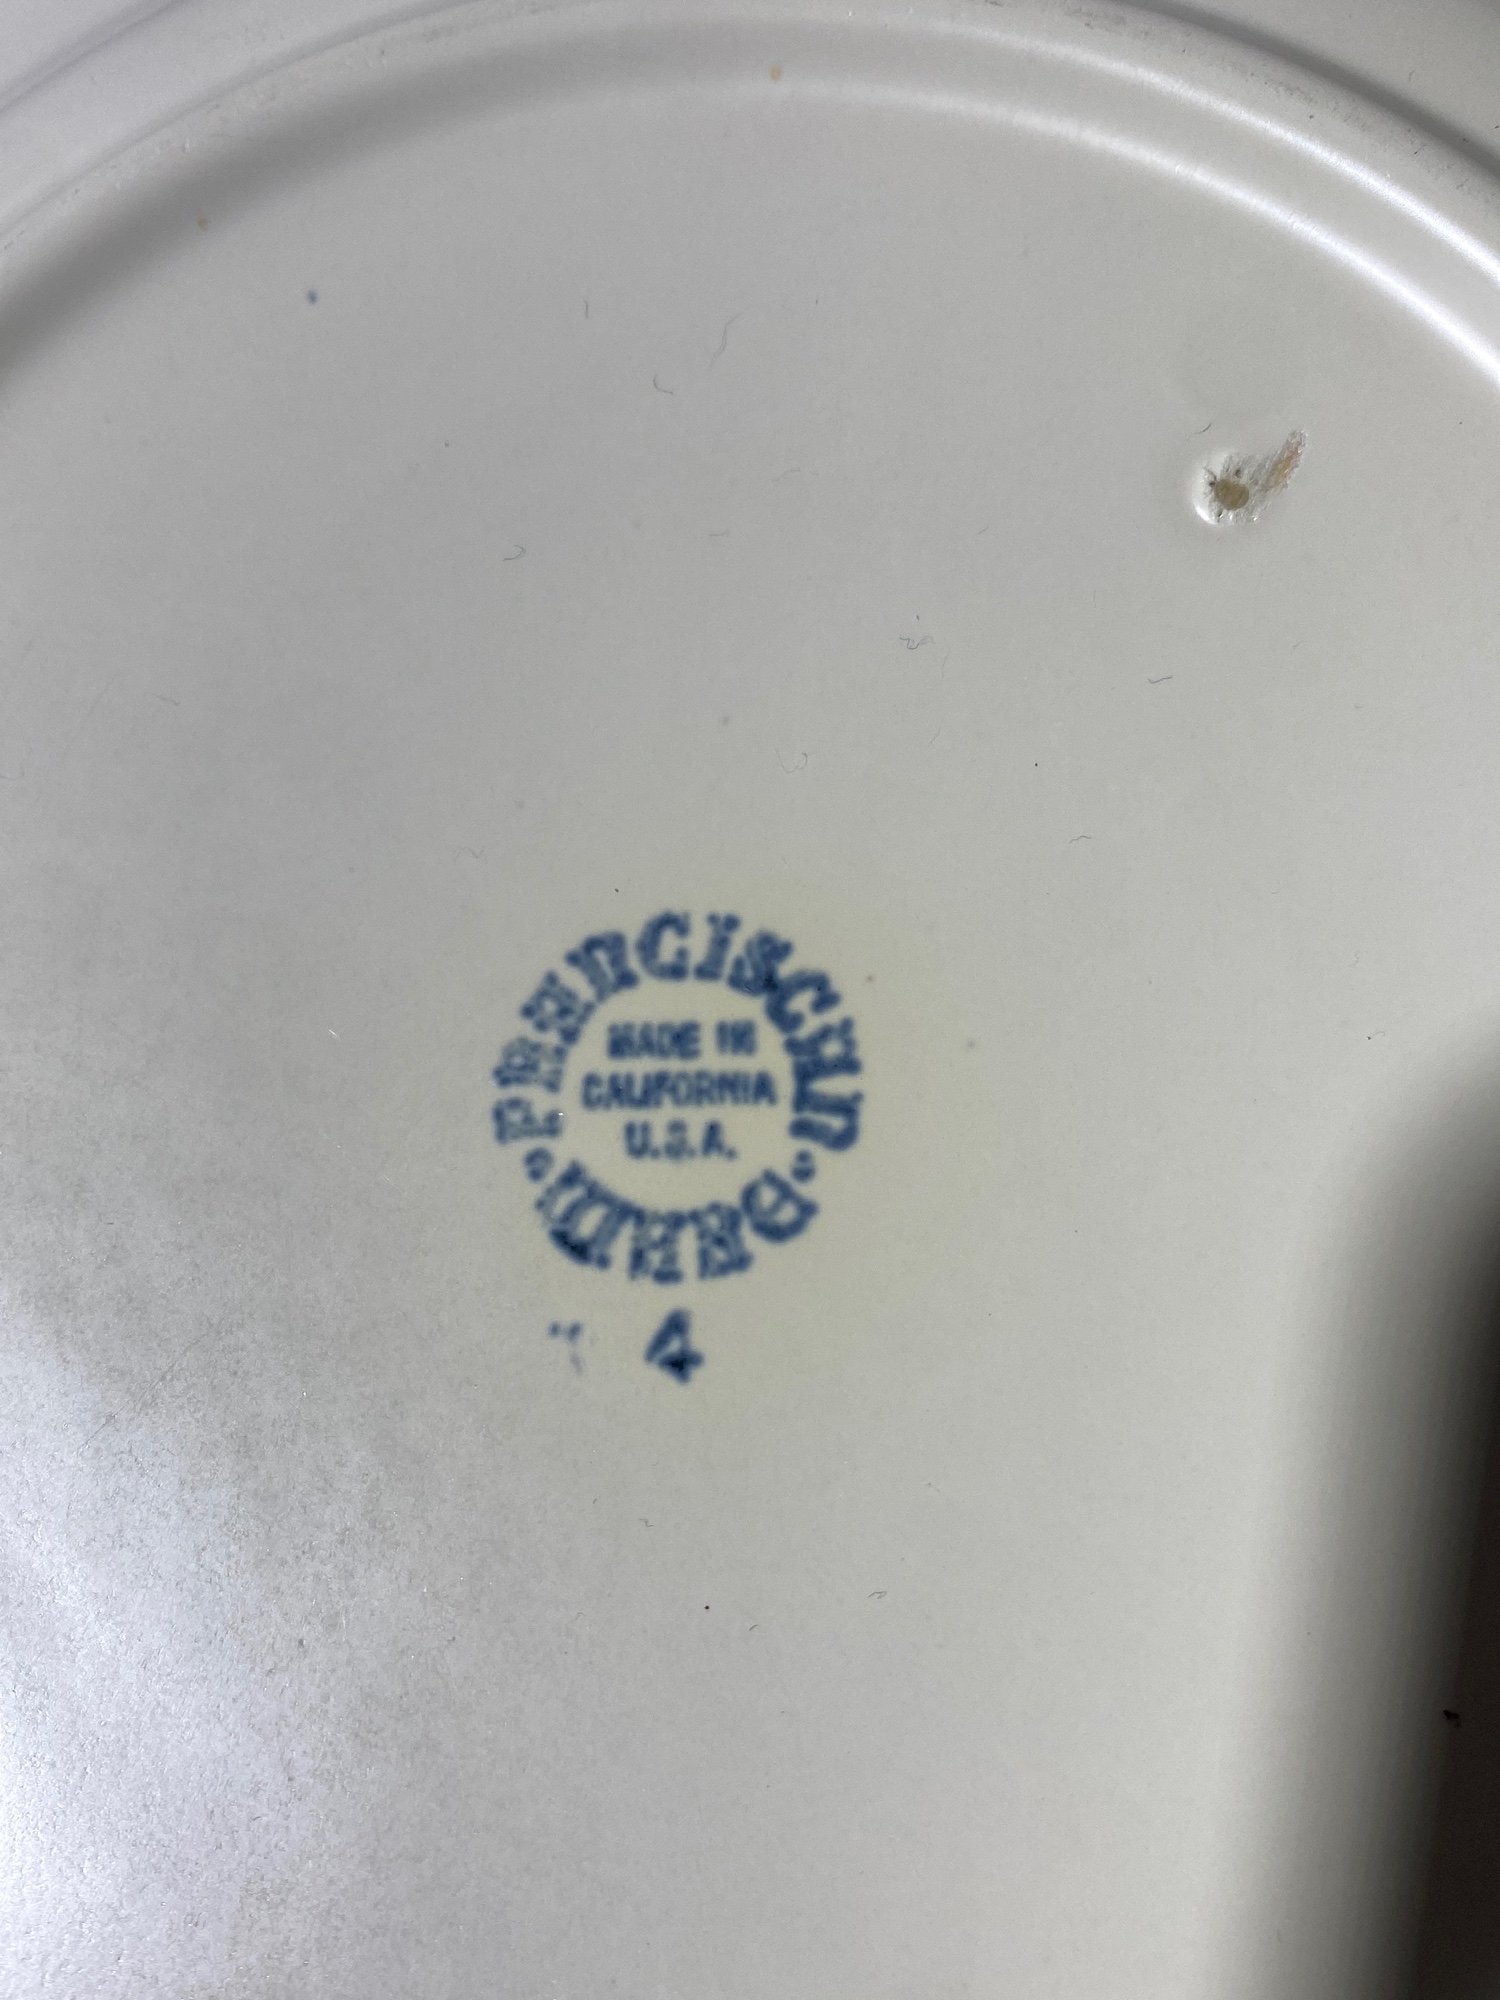 FRANCISCAN • WARE •
MADE IN
CALIFORNIA
U.S.A.
4